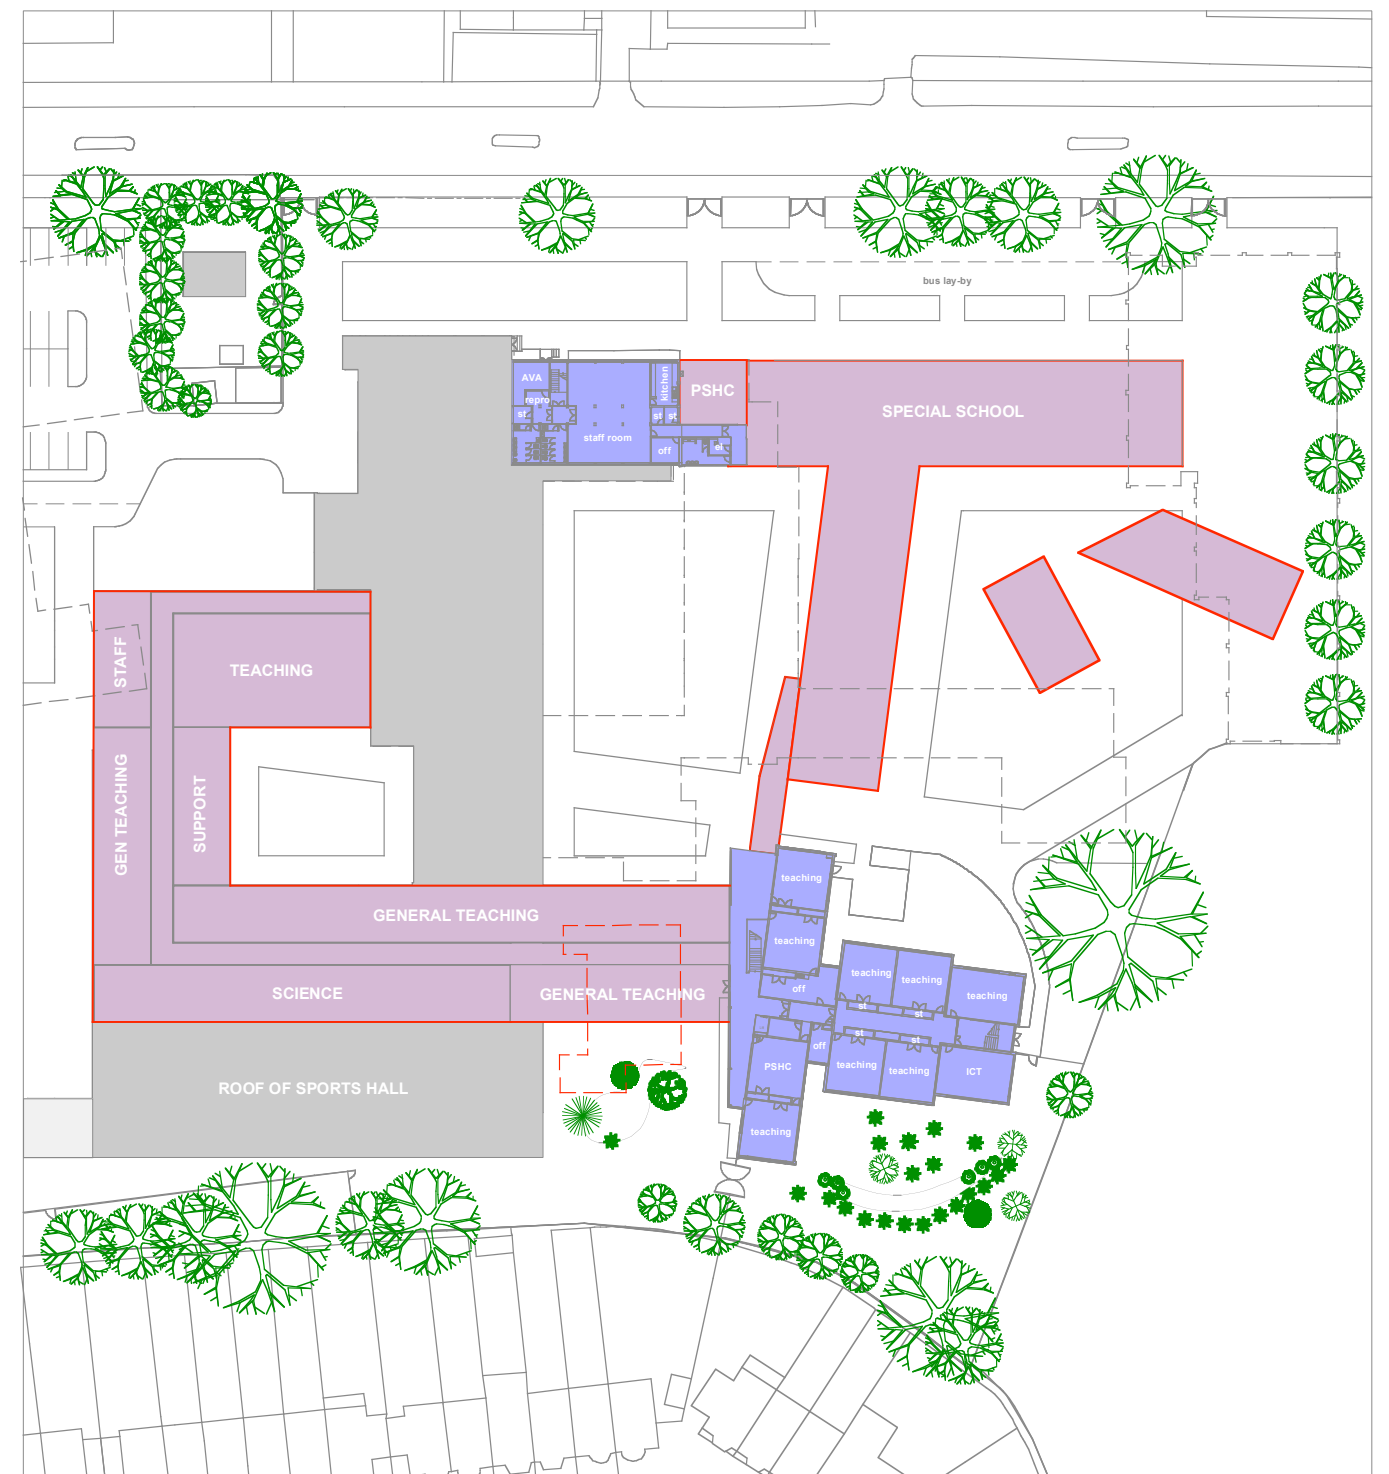 bus lay-by
AVA
kitchen
PSHC
repro
SPECIAL SCHOOL
st
st
st
staff room
off
el
STAFF
TEACHING
GEN TEACHING
SUPPORT
teaching
GENERAL TEACHING
teaching
teaching
teaching
off
SCIENCE
GENERAL TEACHING
teaching
st
st
st
st
off
PSHC
teaching
teaching
ICT
ROOF OF SPORTS HALL
teaching